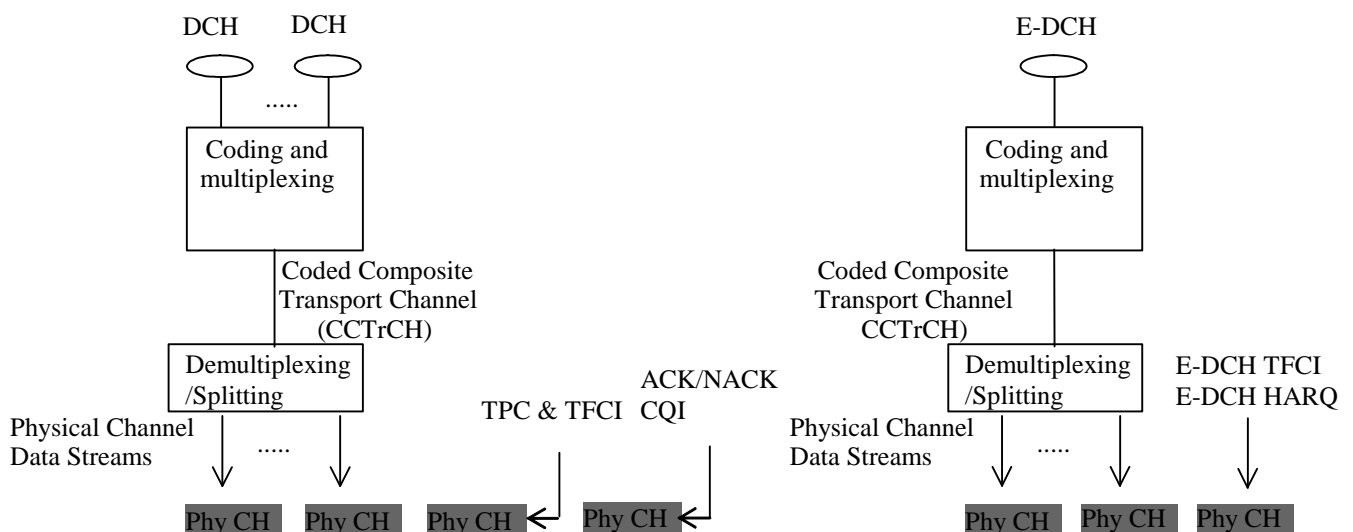 DCH
DCH
.....
Coding and
multiplexing
Coded Composite
Transport Channel
(CCTrCH)
Demultiplexing
/Splitting
Physical Channel
Data Streams
.....
TPC & TFCI
ACK/NACK
CQI
Phy CH
Phy CH
Phy CH
Phy CH
E-DCH
Coding and
multiplexing
Coded Composite
Transport Channel
CCTrCH)
Demultiplexing
/Splitting
Physical Channel
Data Streams
.....
E-DCH TFCI
E-DCH HARQ
Phy CH
Phy CH
Phy CH